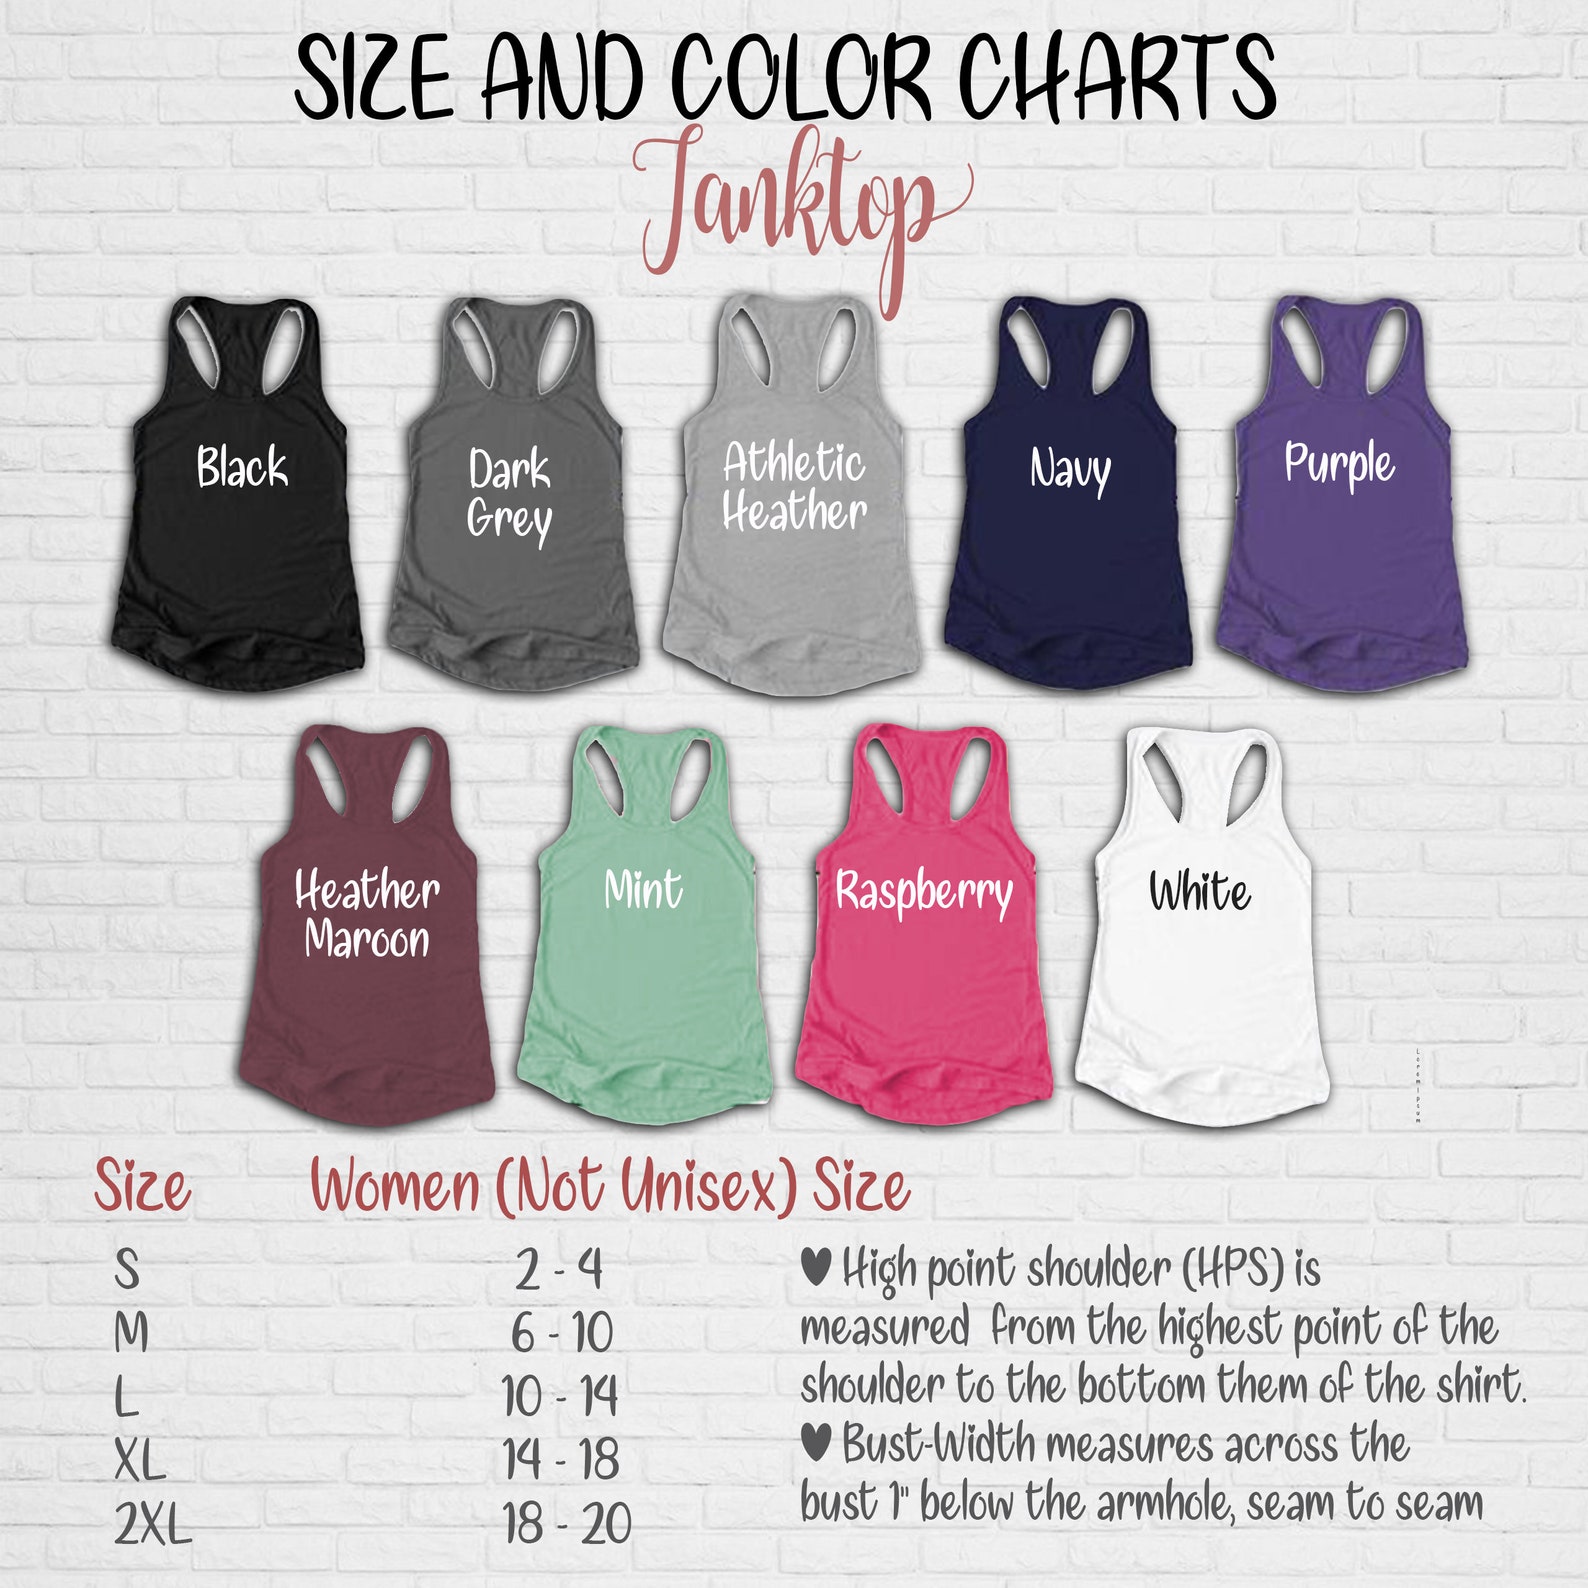 SIZE AND COLOR CHARTS
Tanktop
Black
Dark
Grey
Athletic
Heather
Navy
Purple
Heather
Maroon
Mint
Raspberry
White
LoremIpsum
Size Women (Not Unisex) Size
S 2 - 4
M 6 - 10
L 10 - 14
XL 14 - 18
2XL 18 - 20
♥ High point shoulder (HPS) is
measured from the highest point of the
shoulder to the bottom them of the shirt.
♥ Bust-Width measures across the
bust 1" below the armhole, seam to seam